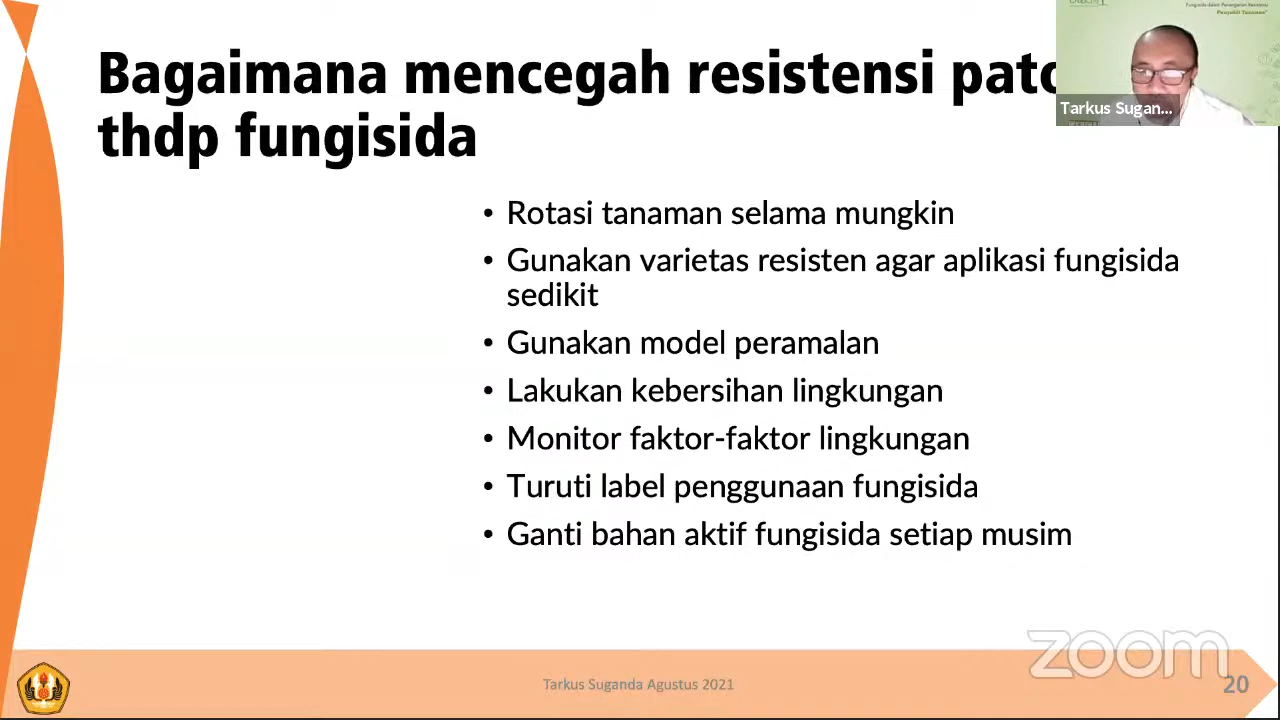 Bagaimana mencegah resistensi
thdp fungisida
Tarkus Sugan...
Penyakit Tanaman"
• Rotasi tanaman selama mungkin
• Gunakan varietas resisten agar aplikasi fungisida
sedikit
• Gunakan model peramalan
• Lakukan kebersihan lingkungan
• Monitor faktor-faktor lingkungan
• Turuti label penggunaan fungisida
• Ganti bahan aktif fungisida setiap musim
zoom
Tarkus Suganda Agustus 2021
20